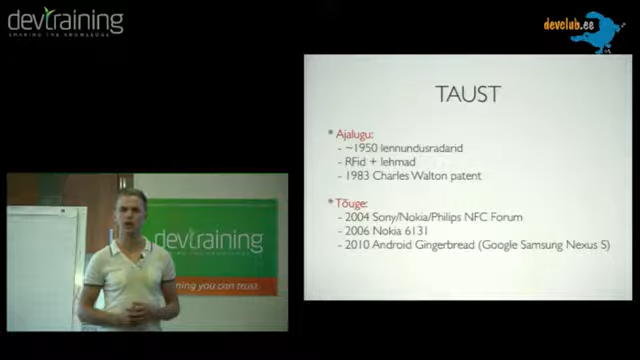 devtraining
SHARING THE KNOWLEDGE
devclub.ee
TAUST
* Ajalugu:
- ~1950 lennundusradarid
- RFid + lehmad
- 1983 Charles Walton patent
* Tõuge:
- 2004 Sony/Nokia/Philips NFC Forum
- 2006 Nokia 6131
- 2010 Android Gingerbread (Google Samsung Nexus S)
devtraining
ning you can trust.